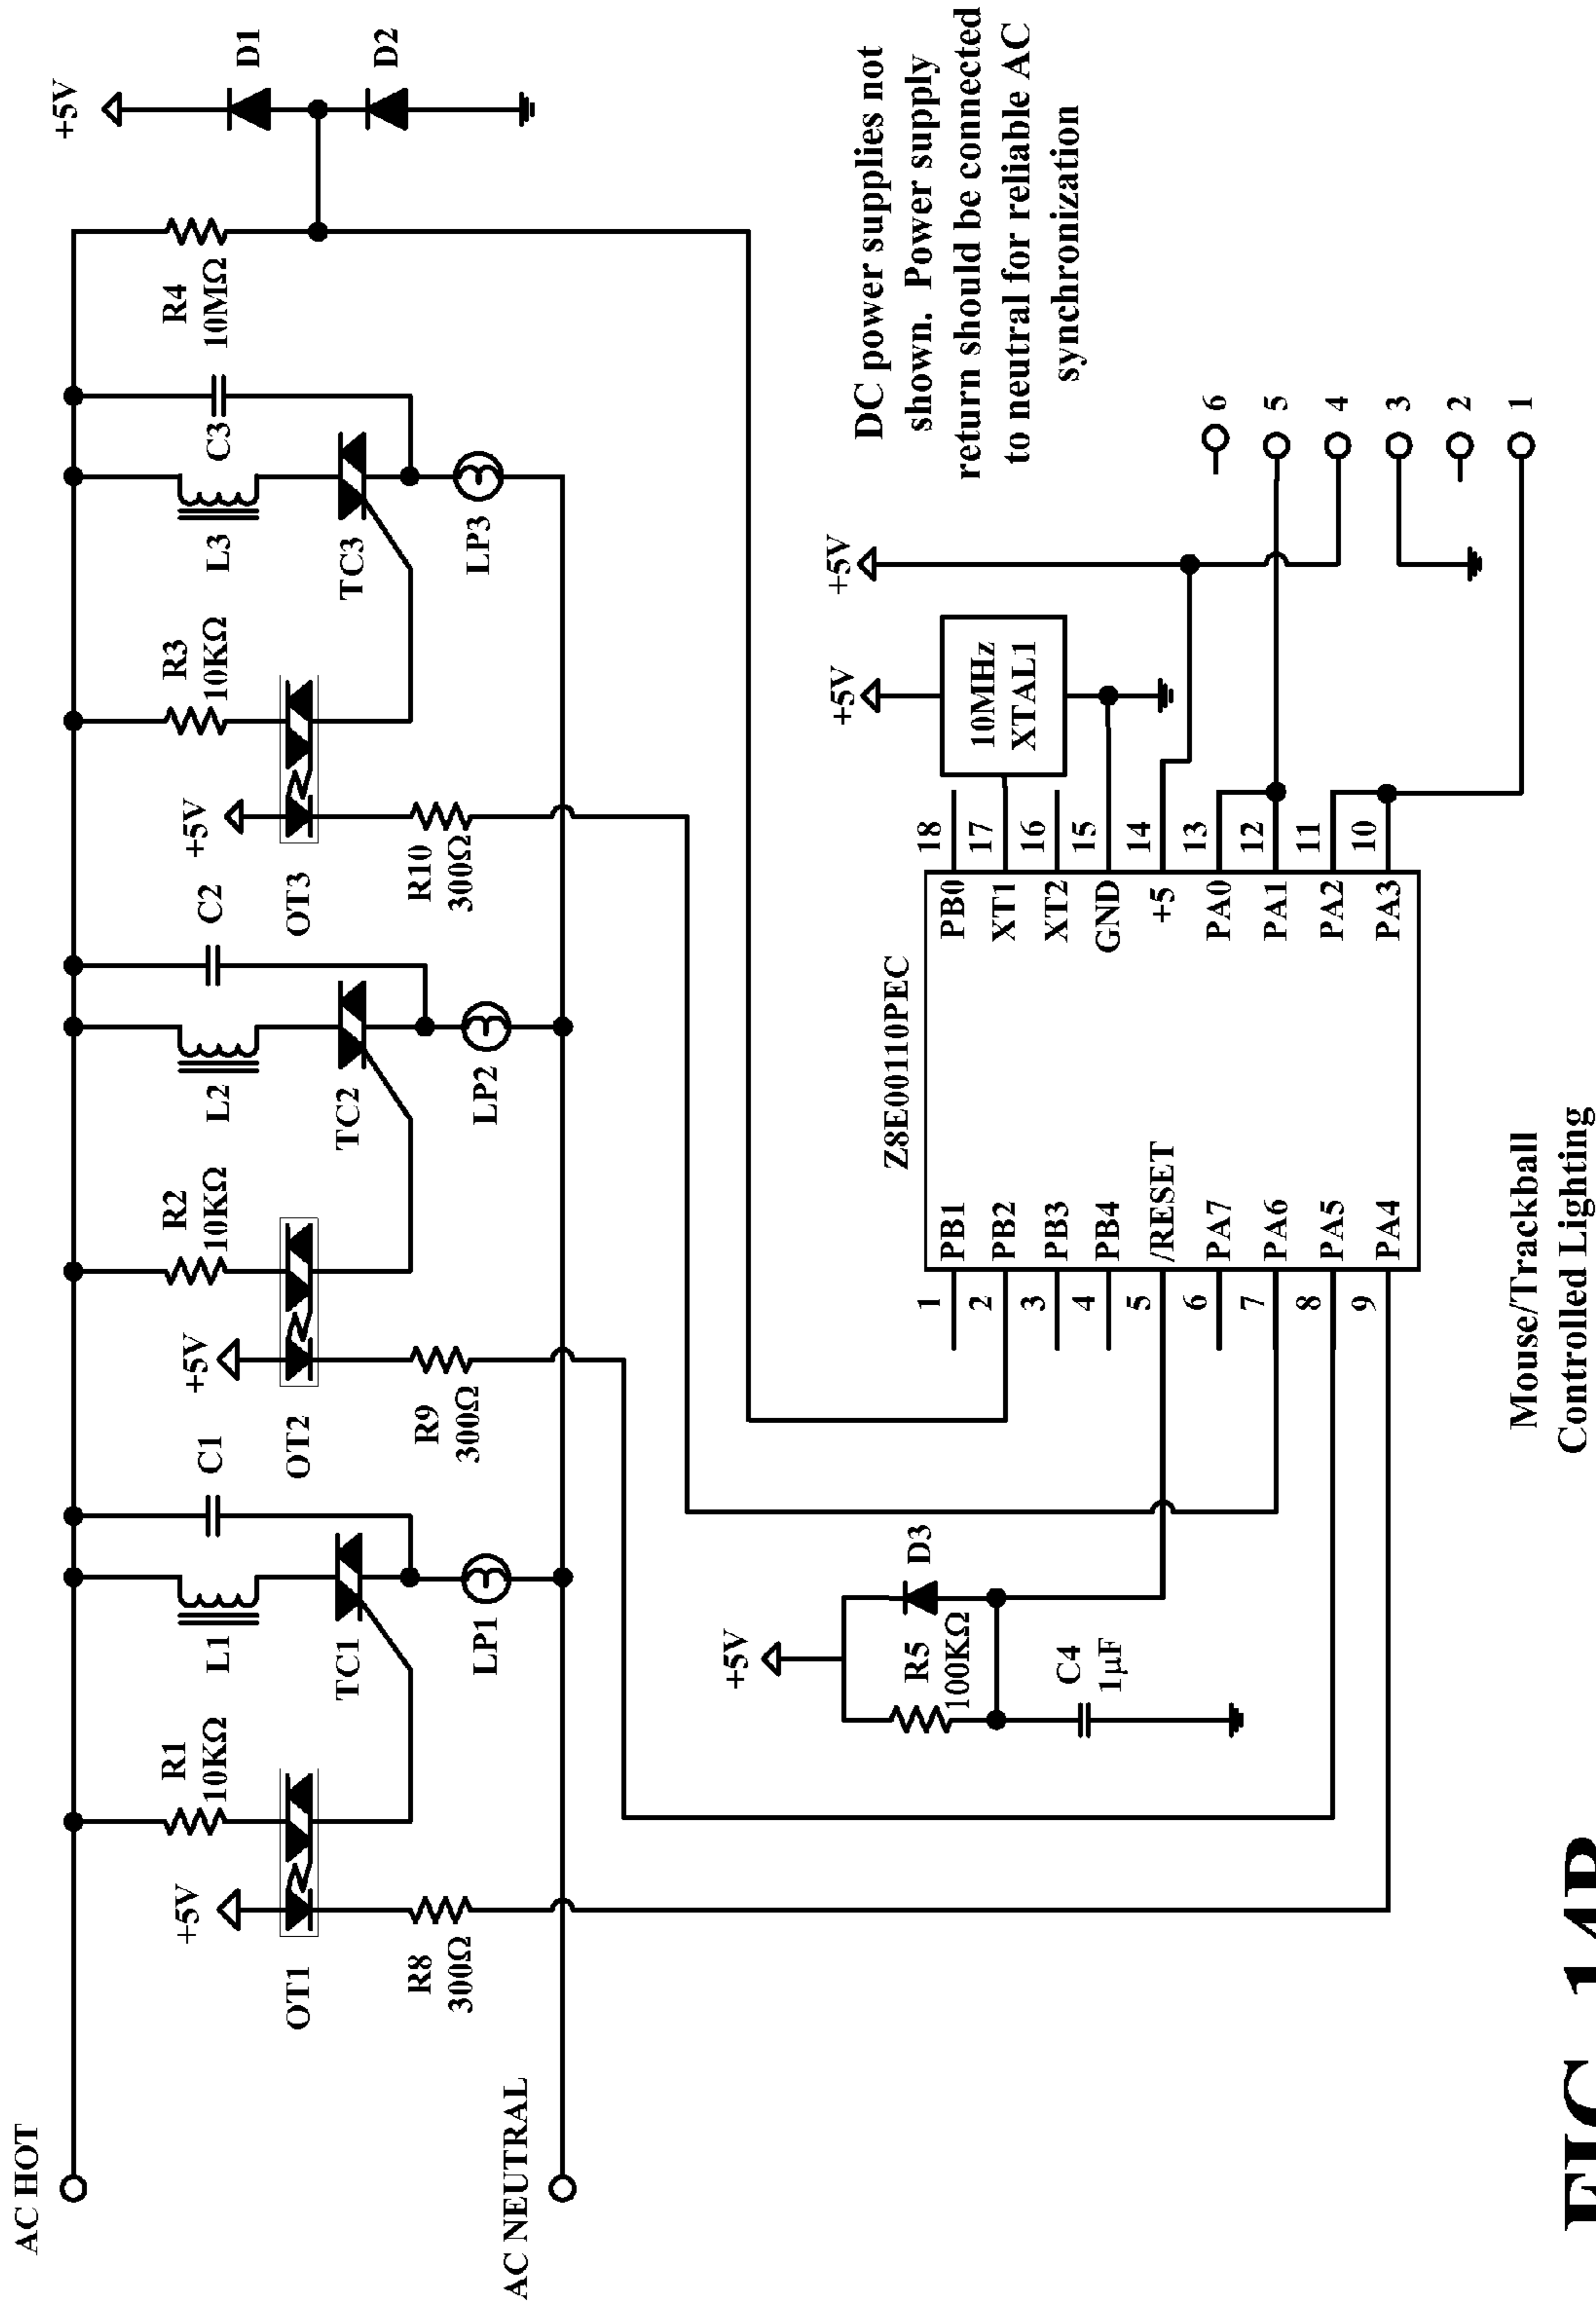 AC HOT
AC NEUTRAL
+5V
OT1
R1
10KΩ
R8
300Ω
L1
TC1
C1
LP1
+5V
OT2
R2
10KΩ
R9
300Ω
L2
TC2
C2
LP2
+5V
OT3
R3
10KΩ
R10
300Ω
L3
TC3
C3
LP3
R4
10MΩ
+5V
D1
D2
+5V
R5
100KΩ
D3
C4
1µF
Z8E00110PEC
1 PB1
2 PB2
3 PB3
4 PB4
5 /RESET
6 PA7
7 PA6
8 PA5
9 PA4
PB0 18
XT1 17
XT2 16
GND 15
+5 14
PA0 13
PA1 12
PA2 11
PA3 10
+5V
10MHz
XTAL1
+5V
6
5
4
3
2
1
DC power supplies not
shown. Power supply
return should be connected
to neutral for reliable AC
synchronization
Mouse/Trackball
Controlled Lighting
FIG 14B